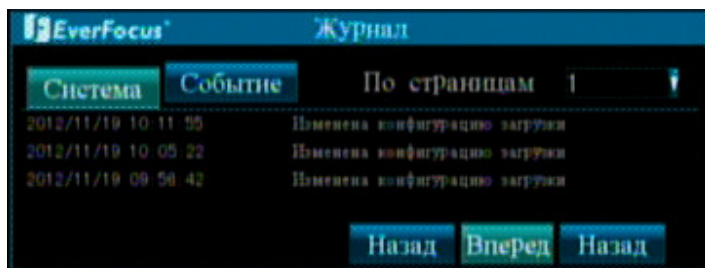 EverFocus Журнал
Система Событие По страницам 1
2012/11/19 10:11:55 Изменена конфигурацию загрузки
2012/11/19 10:05:22 Изменена конфигурацию загрузки
2012/11/19 09:56:42 Изменена конфигурацию загрузки
Назад Вперед Назад